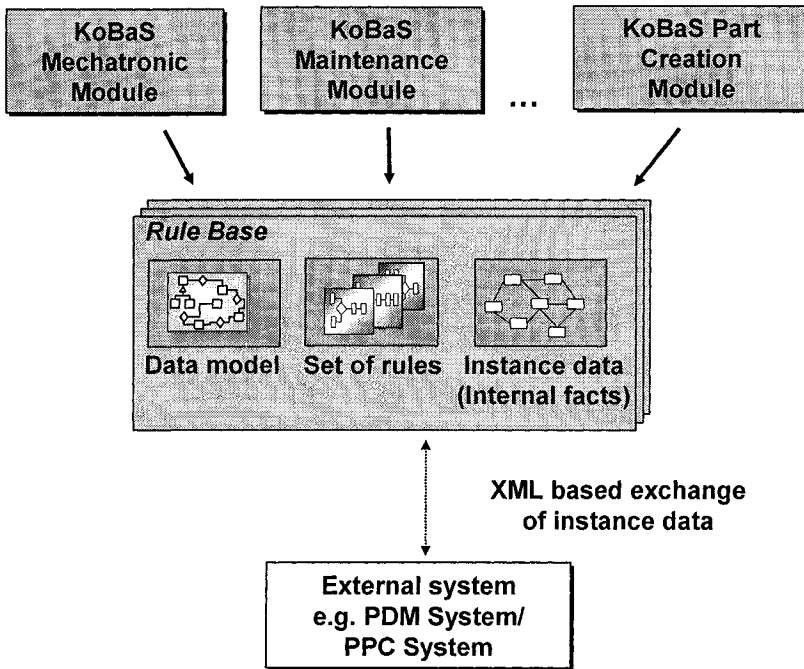 KoBaS
Mechatronic
Module
KoBaS
Maintenance
Module
...
KoBaS Part
Creation
Module
Rule Base
Data model
Set of rules
Instance data
(Internal facts)
XML based exchange
of instance data
External system
e.g. PDM System/
PPC System